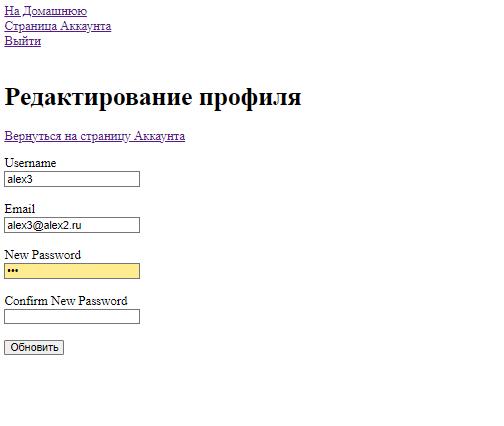 На Домашнюю
Страница Аккаунта
Выйти
Редактирование профиля
Вернуться на страницу Аккаунта
Username
alex3
Email
alex3@alex2.ru
New Password
•••
Confirm New Password
Обновить